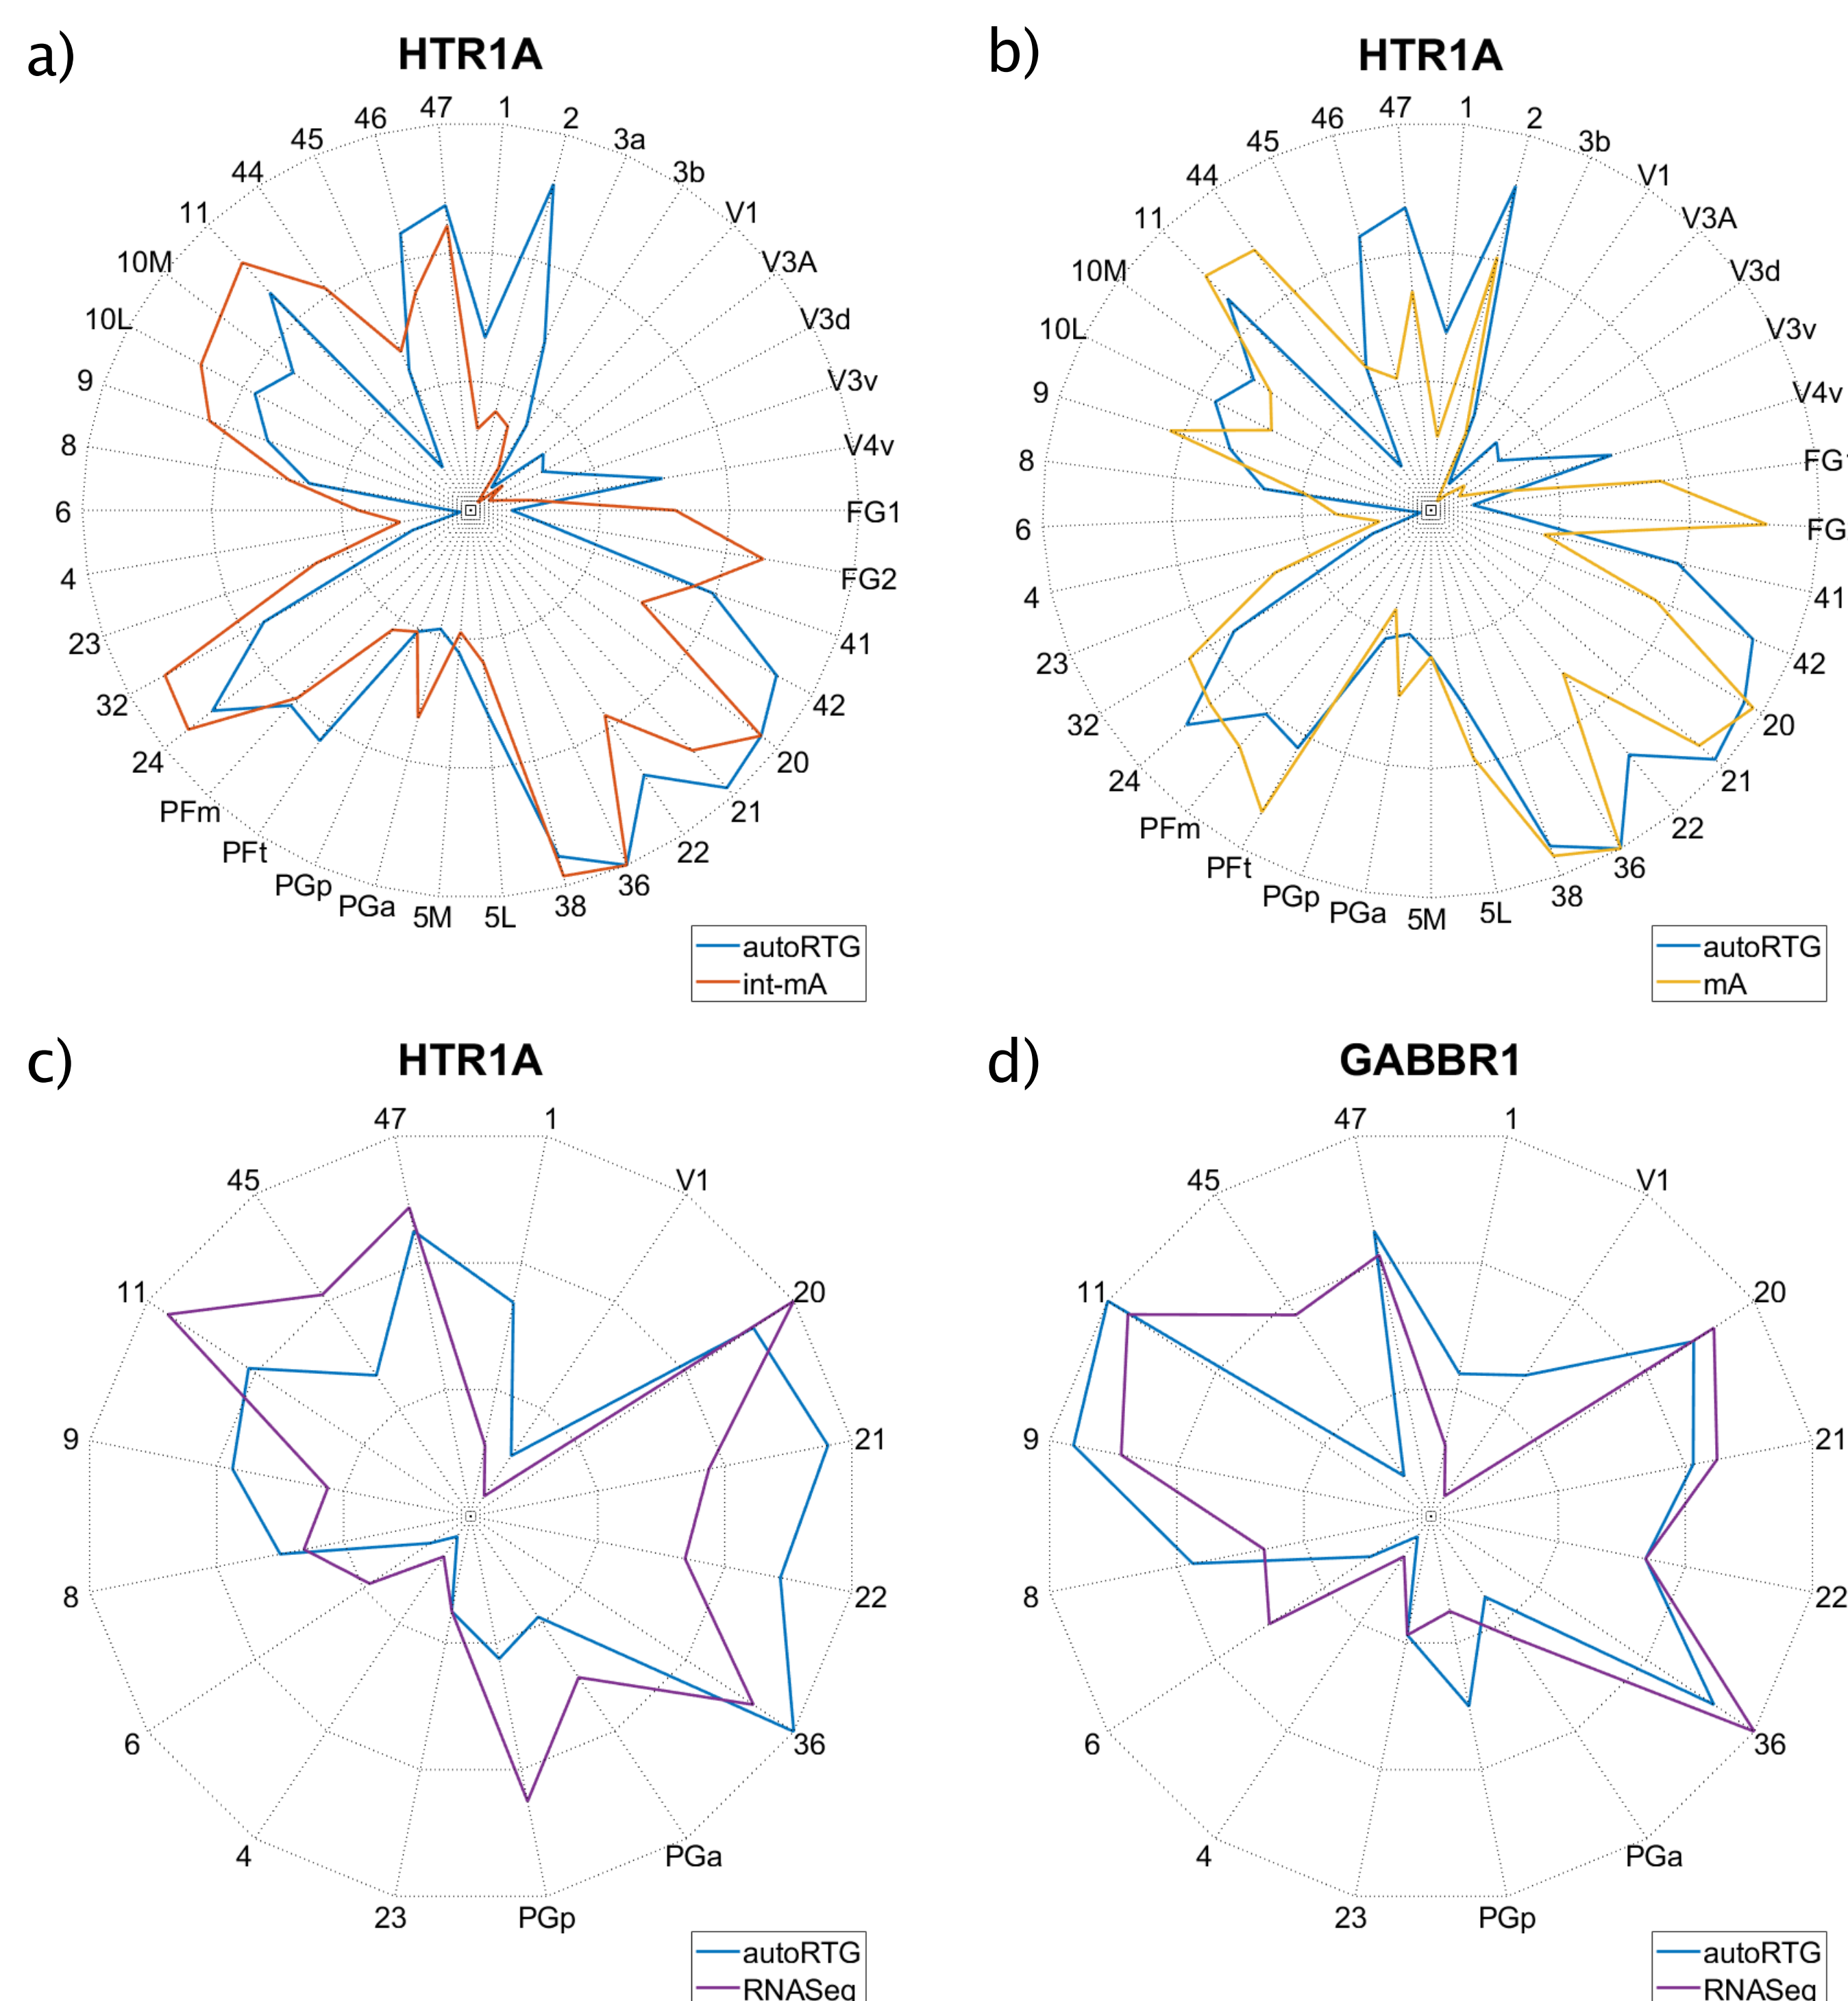 a)
HTR1A
47 1 2 3a 3b V1 V3A V3d V3v V4v FG1 FG2 41 42 20 21 22 36 38 5L 5M PGa PGp PFt PFm 24 32 23 4 6 8 9 10L 10M 11 44 45 46
autoRTG
int-mA
b)
HTR1A
47 1 2 3b V1 V3A V3d V3v V4v FG FG 41 42 20 21 22 36 38 5L 5M PGa PGp PFt PFm 24 32 23 4 6 8 9 10L 10M 11 44 45 46
autoRTG
mA
c)
HTR1A
47 1 V1 20 21 22 36 PGa PGp 23 4 6 8 9 11 45
autoRTG
RNASeq
d)
GABBR1
47 1 V1 20 21 22 36 PGa PGp 23 4 6 8 9 11 45
autoRTG
RNASeq